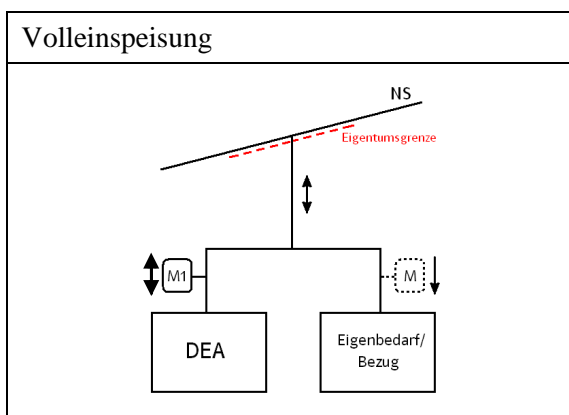 Volleinspeisung
NS
Eigentumsgrenze
M1
M
DEA
Eigenbedarf/
Bezug